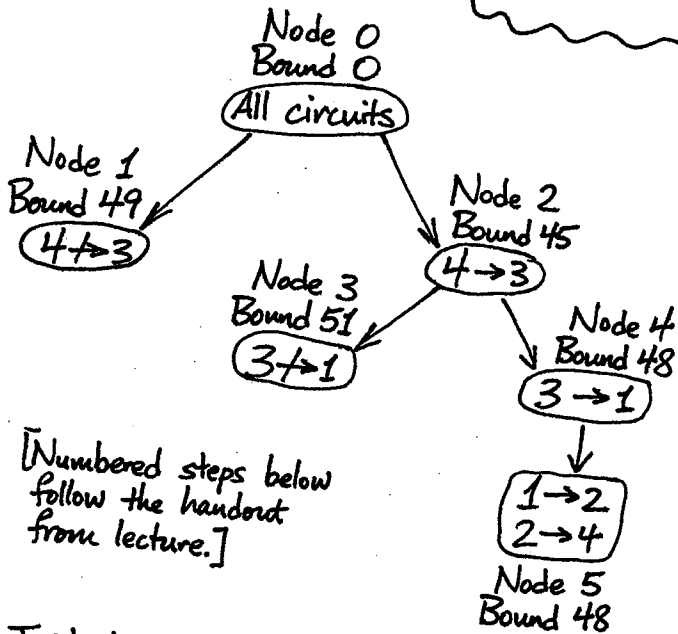 Node 0
Bound 0
All circuits
Node 1
Bound 49
4↛3
Node 2
Bound 45
4→3
Node 3
Bound 51
3↛1
Node 4
Bound 48
3→1
[Numbered steps below
follow the handout
from lecture.]
1→2
2→4
Node 5
Bound 48